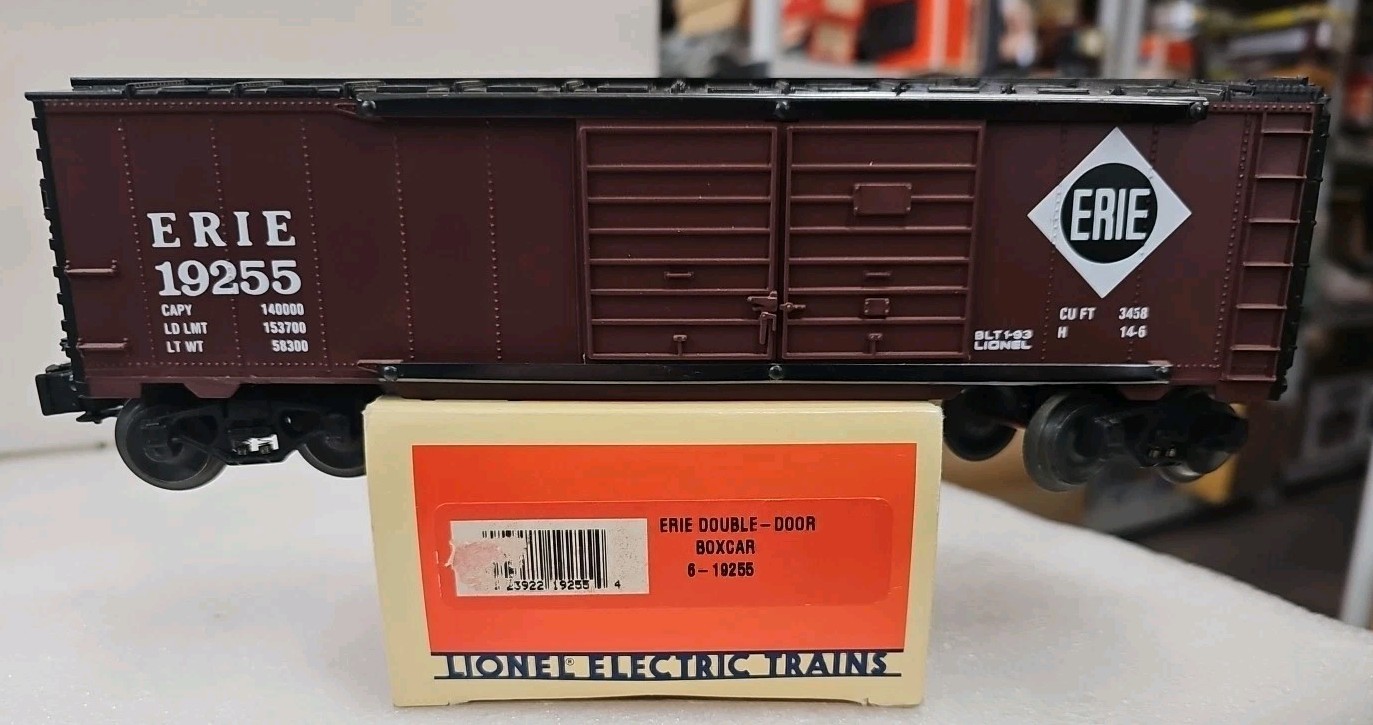 ERIE
19255
CAPY 140000
LD LMT 153700
LT WT 58300
ERIE
BLT 1-93
LIONEL
CU FT 3458
H 14-6
ERIE DOUBLE-DOOR
BOXCAR
6-19255
23922 19255 4
LIONEL® ELECTRIC TRAINS